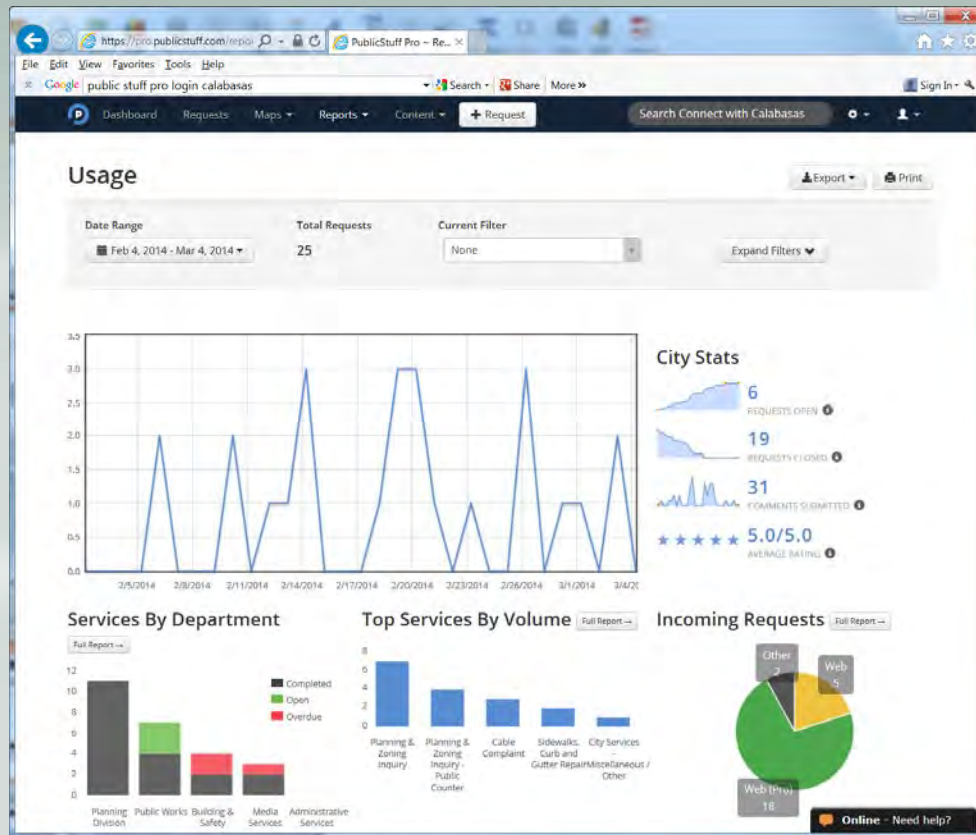 https://pro.publicstuff.com/repor
PublicStuff Pro ~ Re...
File Edit View Favorites Tools Help
Google public stuff pro login calabasas Search Share More » Sign In
Dashboard Requests Maps Reports Content + Request Search Connect with Calabasas
Usage
Export Print
Date Range Total Requests Current Filter
Feb 4, 2014 - Mar 4, 2014 25 None Expand Filters
3.5
3.0
2.5
2.0
1.5
1.0
0.5
0.0
2/5/2014 2/8/2014 2/11/2014 2/14/2014 2/17/2014 2/20/2014 2/23/2014 2/26/2014 3/1/2014 3/4/20
City Stats
6
REQUESTS OPEN
19
REQUESTS CLOSED
31
COMMENTS SUBMITTED
5.0/5.0
AVERAGE RATING
Services By Department
Full Report →
12
10
8
6
4
2
0
Completed
Open
Overdue
Planning Division
Public Works
Building & Safety
Media Services
Administrative Services
Top Services By Volume Full Report →
8
6
4
2
0
Planning & Zoning Inquiry
Planning & Zoning Inquiry - Public Counter
Cable Complaint
Sidewalks, Curb and Gutter Repair
City Services - Miscellaneous / Other
Incoming Requests Full Report →
Other
2
Web
5
Web (Pro)
18
Online - Need help?